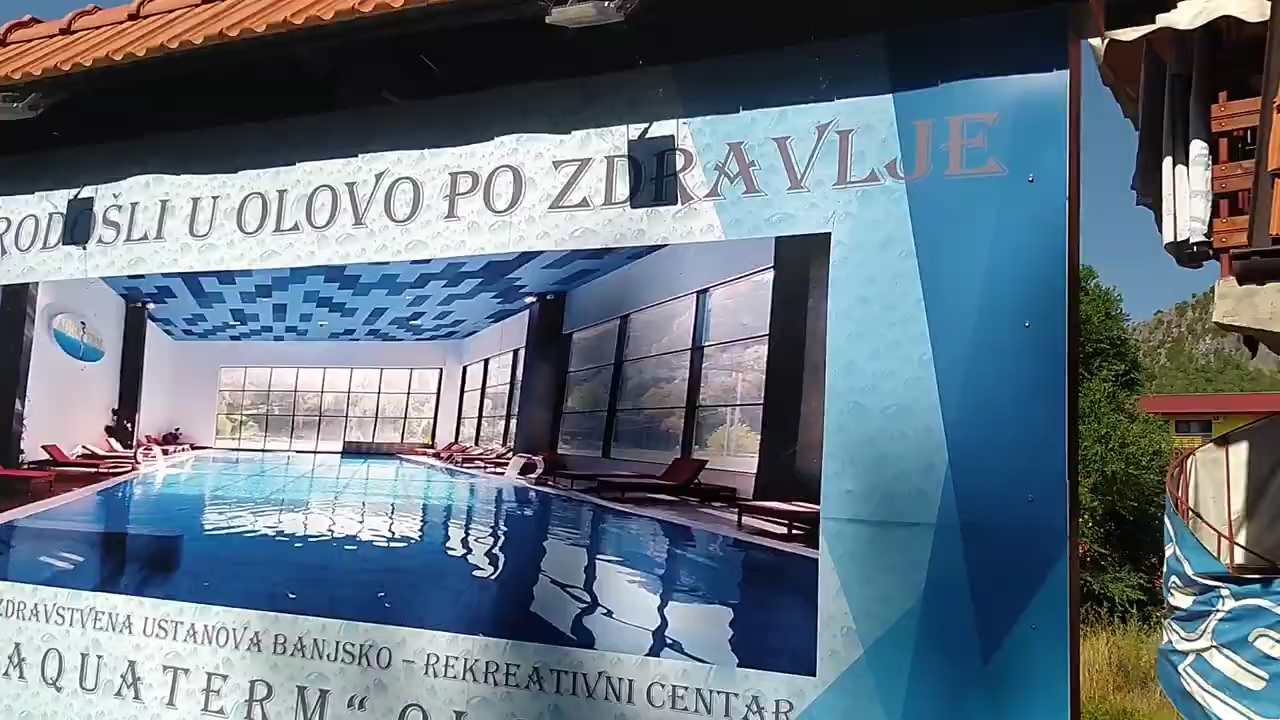 RODOŠLI U OLOVO PO ZDRAVLJE
ZDRAVSTVENA USTANOVA BANJSKO - REKREATIVNI CENTAR
AQUATERM“